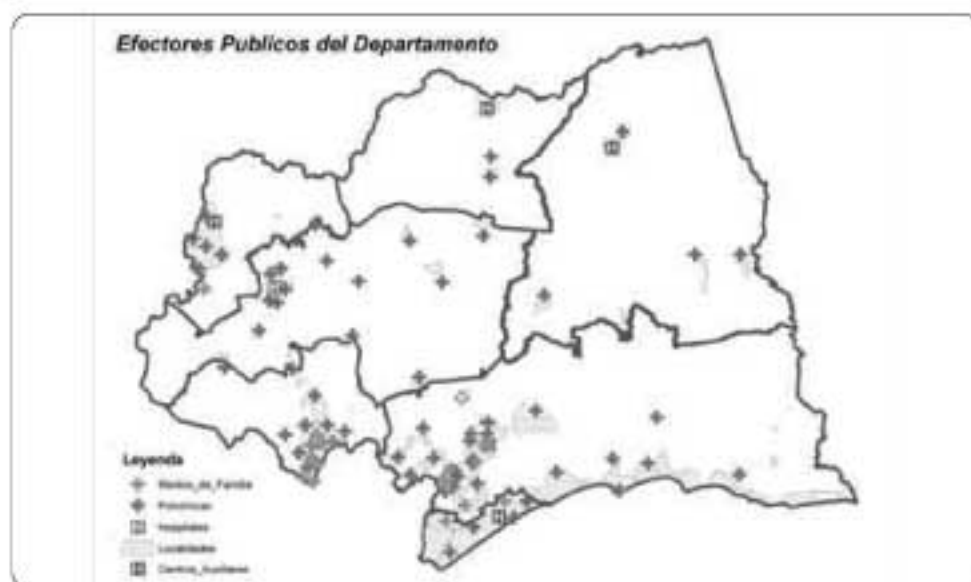 Efectores Publicos del Departamento
Leyenda
Medico_de_Familia
Policlinicas
Hospitales
Localidades
Centros_Auxiliares